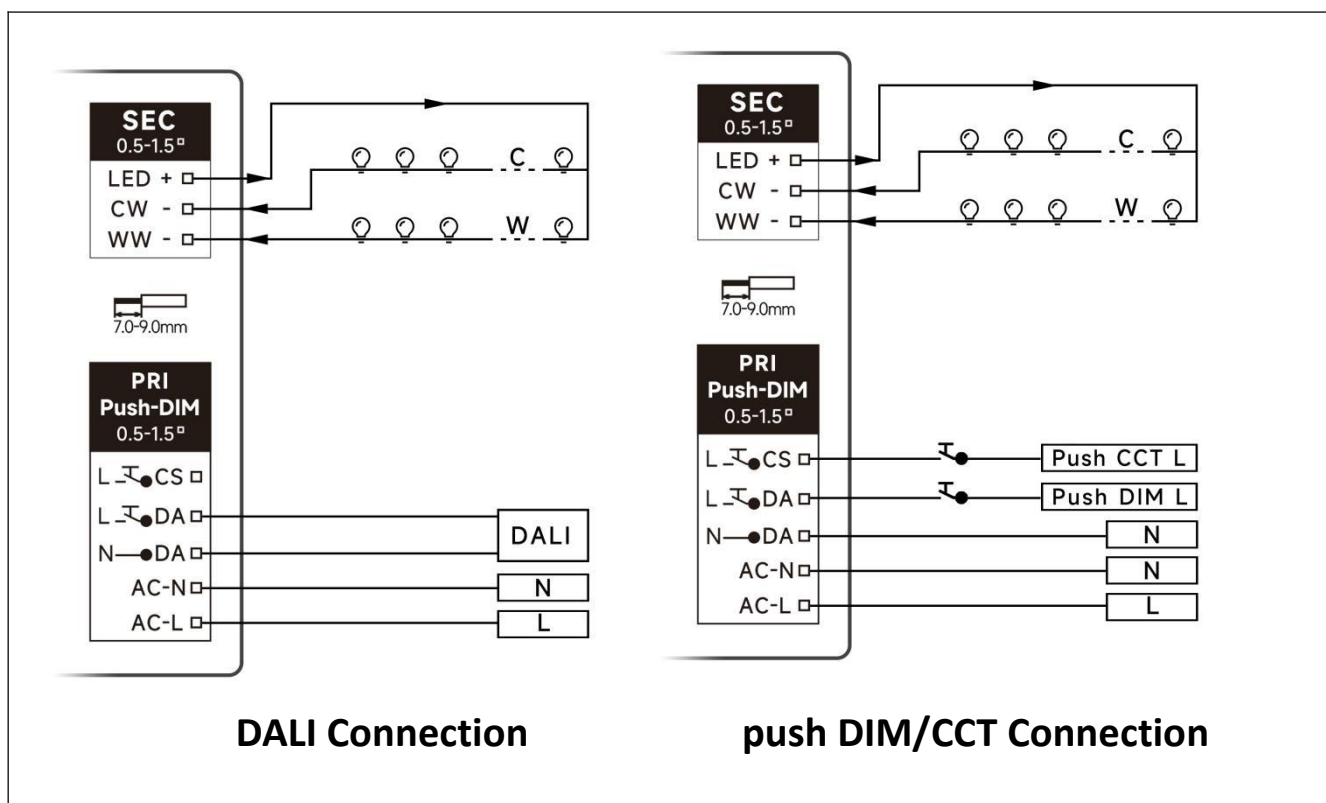 SEC
0.5-1.5▫
LED + 
CW -
WW -
C
W
7.0-9.0mm
PRI
Push-DIM
0.5-1.5▫
L CS
L DA
N DA
AC-N
AC-L
DALI
N
L
DALI Connection
SEC
0.5-1.5▫
LED +
CW -
WW -
C
W
7.0-9.0mm
PRI
Push-DIM
0.5-1.5▫
L CS
L DA
N DA
AC-N
AC-L
Push CCT L
Push DIM L
N
N
L
push DIM/CCT Connection